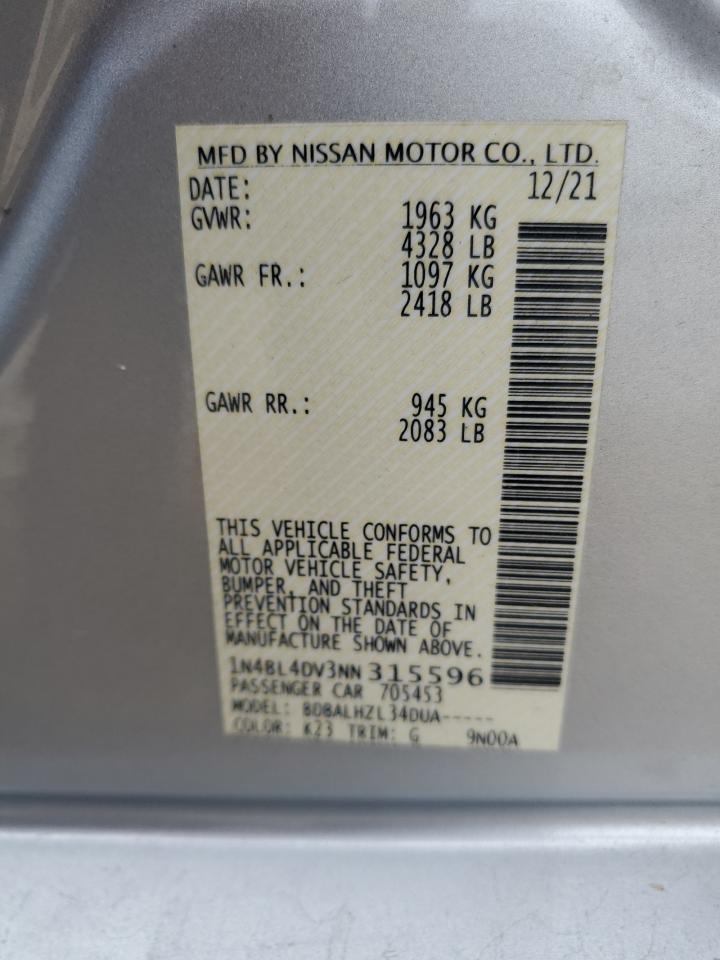 MFD BY NISSAN MOTOR CO., LTD.
DATE: 12/21
GVWR: 1963 KG
4328 LB
GAWR FR.: 1097 KG
2418 LB
GAWR RR.: 945 KG
2083 LB
THIS VEHICLE CONFORMS TO
ALL APPLICABLE FEDERAL
MOTOR VEHICLE SAFETY,
BUMPER, AND THEFT
PREVENTION STANDARDS IN
EFFECT ON THE DATE OF
MANUFACTURE SHOWN ABOVE.
1N4BL4DV3NN315596
PASSENGER CAR 705453
MODEL: BDBALHZL34DUA-----
COLOR: K23 TRIM: G 9N00A